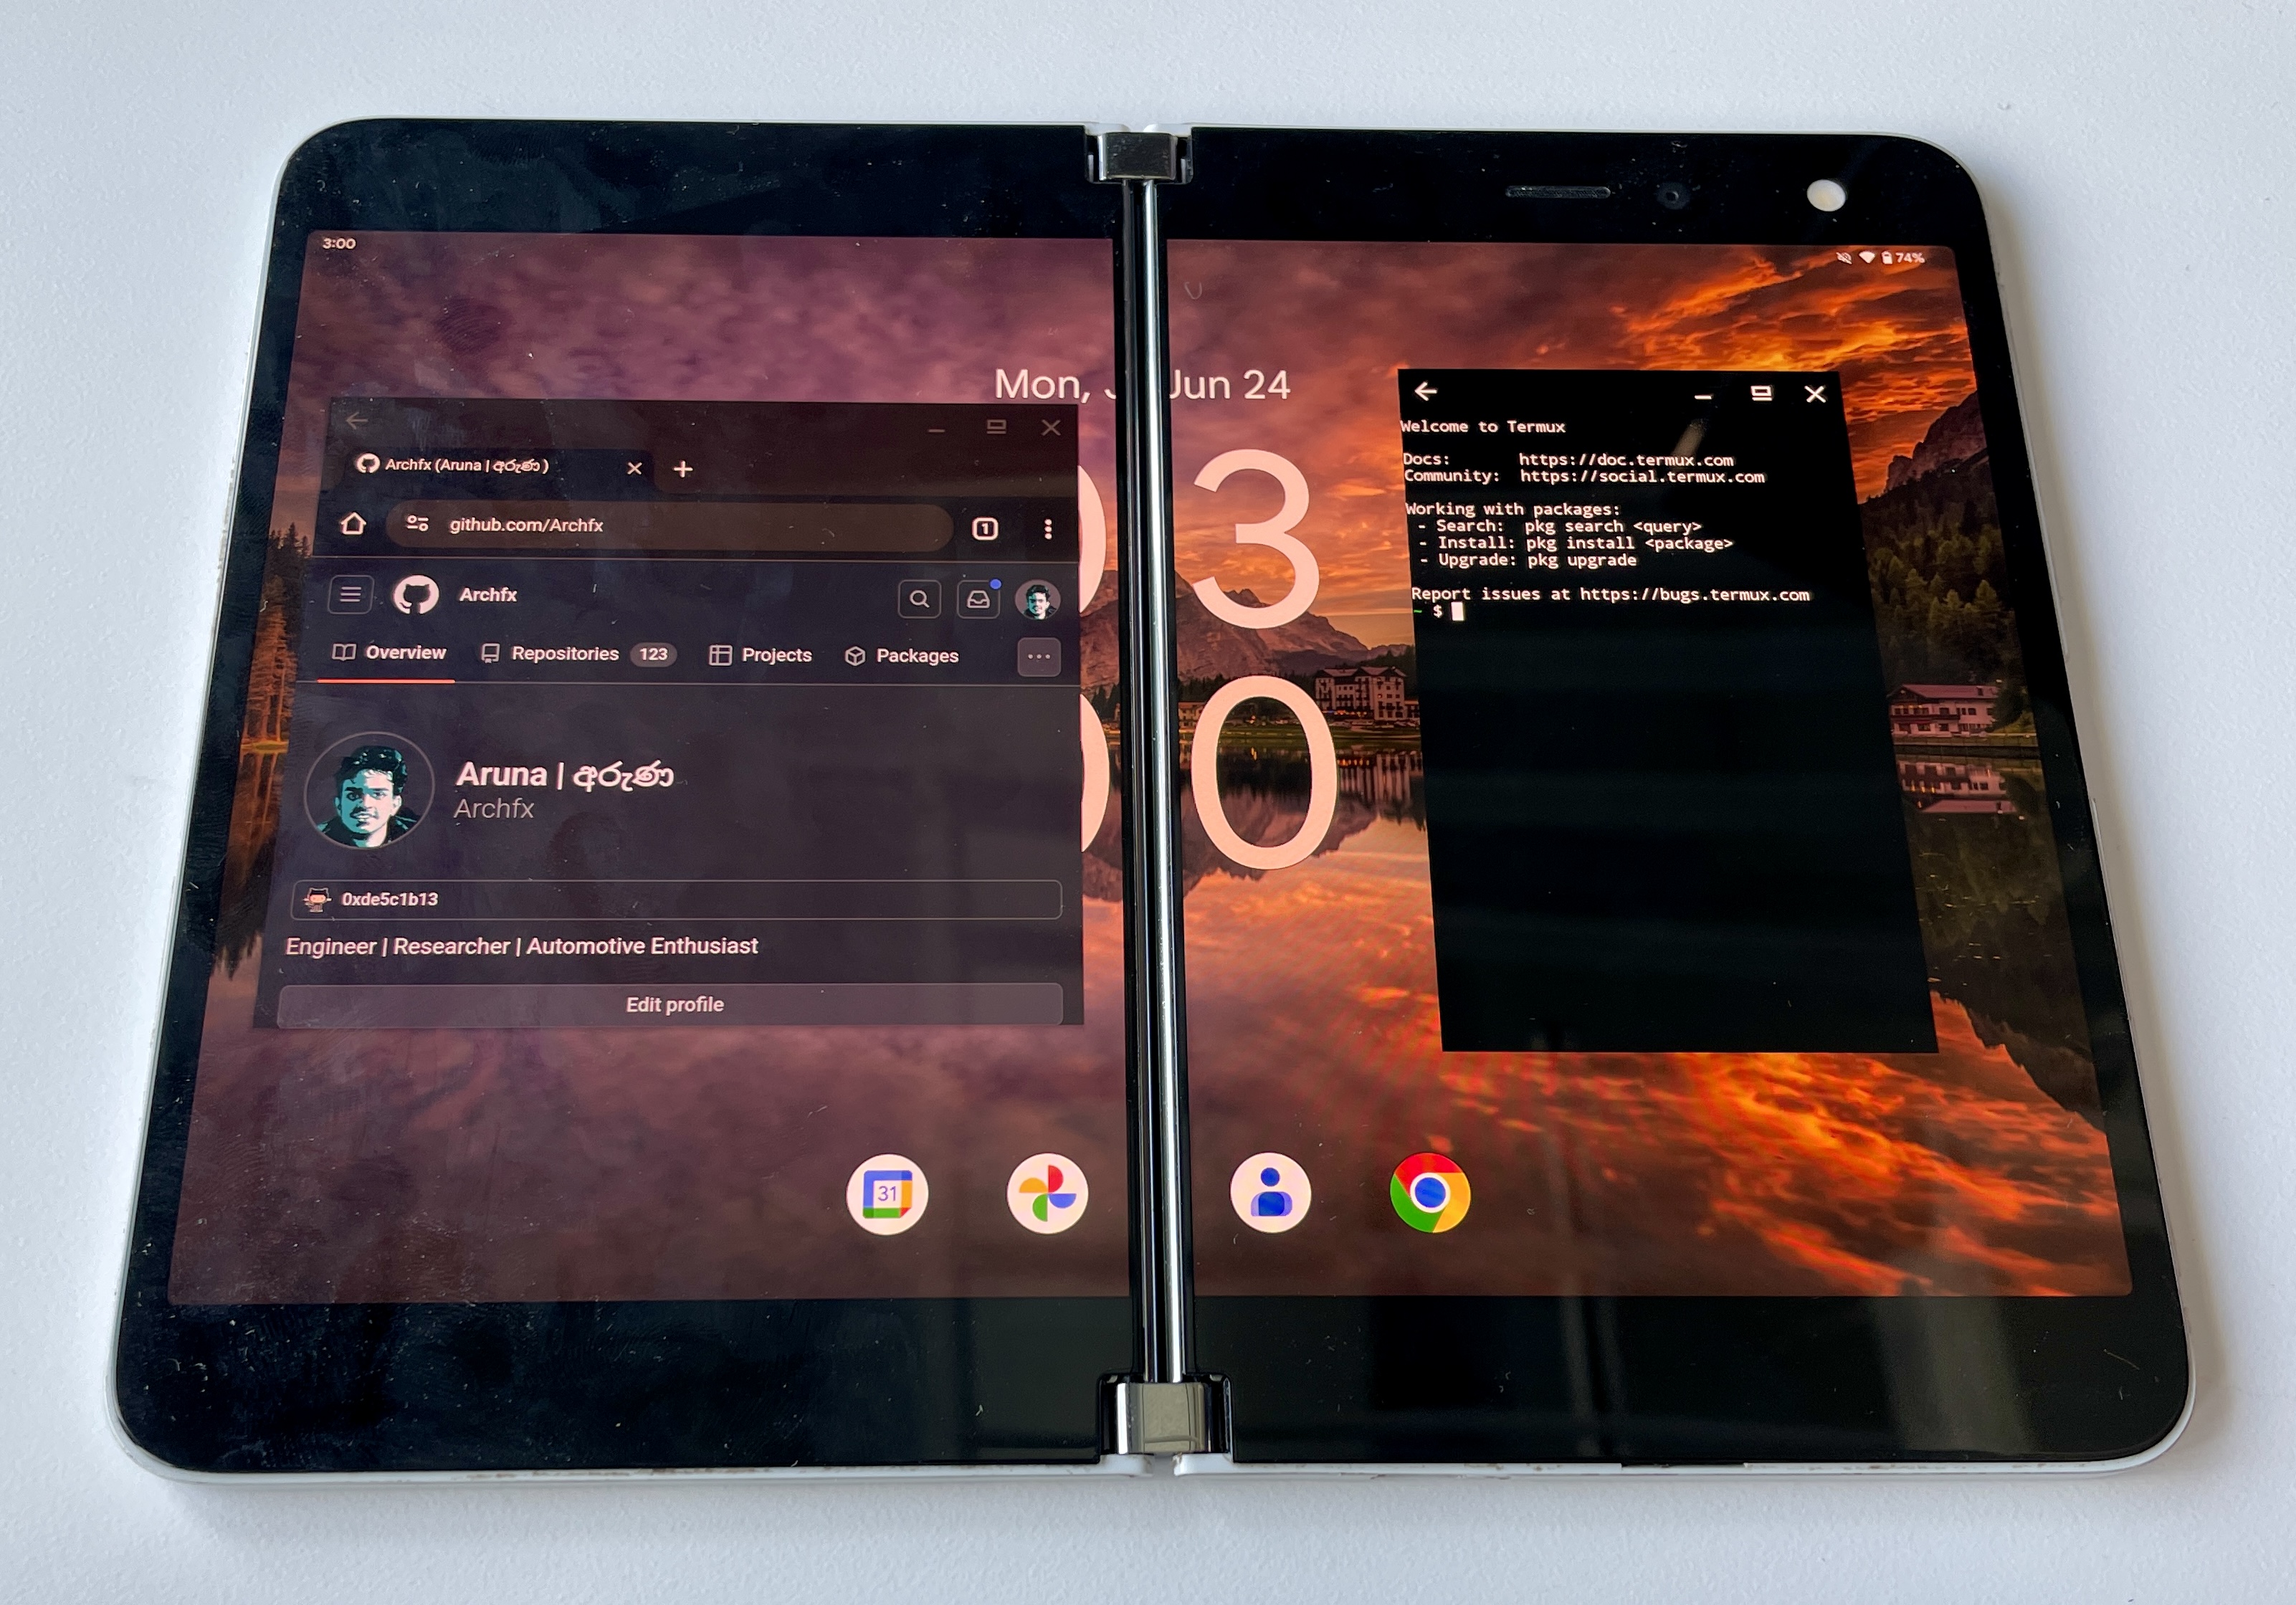 3:00
74%
Mon, J Jun 24
03
00
Archfx (Aruna | අරුණ)
github.com/Archfx
1
Archfx
Overview Repositories 123 Projects Packages
Aruna | අරුණ
Archfx
0xde5c1b13
Engineer | Researcher | Automotive Enthusiast
Edit profile
Welcome to Termux
Docs: https://doc.termux.com
Community: https://social.termux.com
Working with packages:
- Search: pkg search <query>
- Install: pkg install <package>
- Upgrade: pkg upgrade
Report issues at https://bugs.termux.com
~ $
31